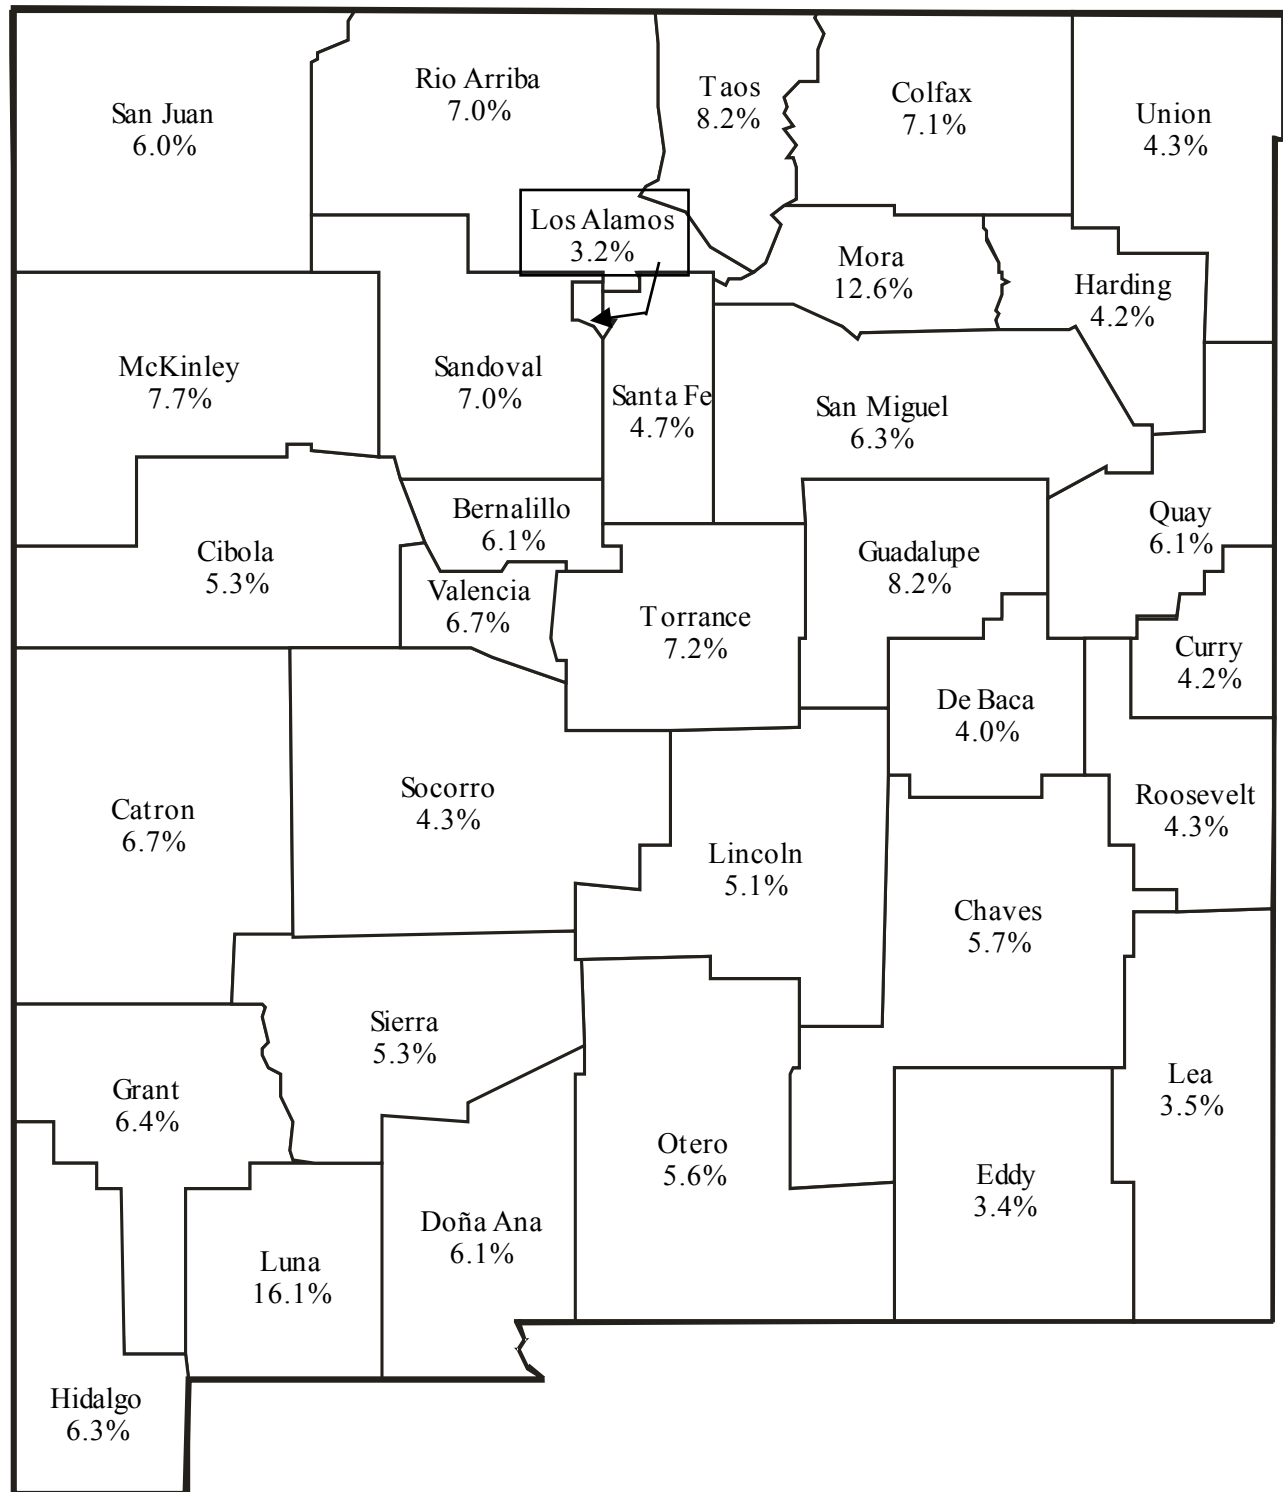 San Juan
6.0%
Rio Arriba
7.0%
Taos
8.2%
Colfax
7.1%
Union
4.3%
Los Alamos
3.2%
Mora
12.6%
Harding
4.2%
McKinley
7.7%
Sandoval
7.0%
Santa Fe
4.7%
San Miguel
6.3%
Cibola
5.3%
Bernalillo
6.1%
Valencia
6.7%
Torrance
7.2%
Guadalupe
8.2%
Quay
6.1%
Curry
4.2%
De Baca
4.0%
Roosevelt
4.3%
Catron
6.7%
Socorro
4.3%
Lincoln
5.1%
Chaves
5.7%
Sierra
5.3%
Grant
6.4%
Otero
5.6%
Lea
3.5%
Eddy
3.4%
Doña Ana
6.1%
Luna
16.1%
Hidalgo
6.3%